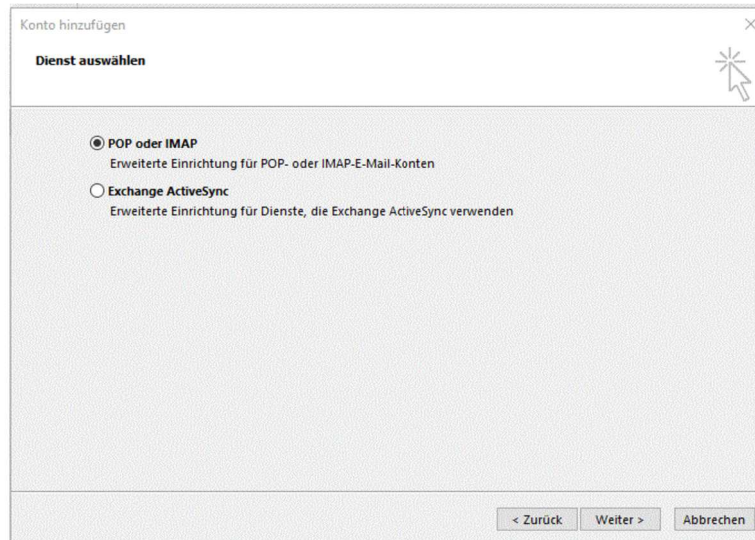 Konto hinzufügen
Dienst auswählen
POP oder IMAP
Erweiterte Einrichtung für POP- oder IMAP-E-Mail-Konten
Exchange ActiveSync
Erweiterte Einrichtung für Dienste, die Exchange ActiveSync verwenden
< Zurück Weiter > Abbrechen